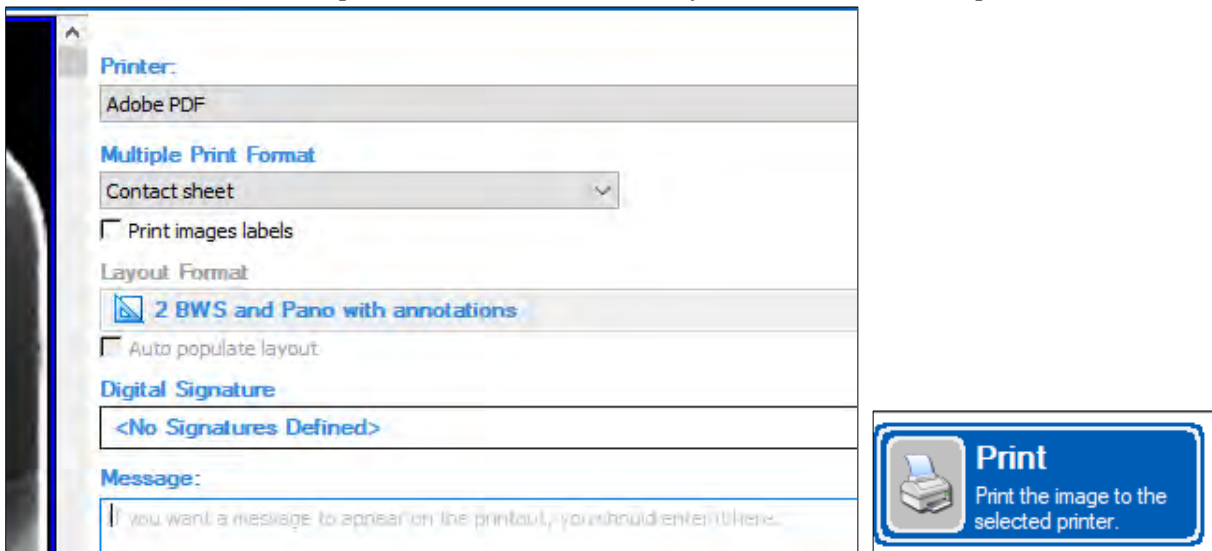 Printer:
Adobe PDF
Multiple Print Format
Contact sheet
Print images labels
Layout Format
2 BWS and Pano with annotations
Auto populate layout
Digital Signature
<No Signatures Defined>
Message:
If you want a message to appear on the printout, you should enter it here.
Print
Print the image to the
selected printer.